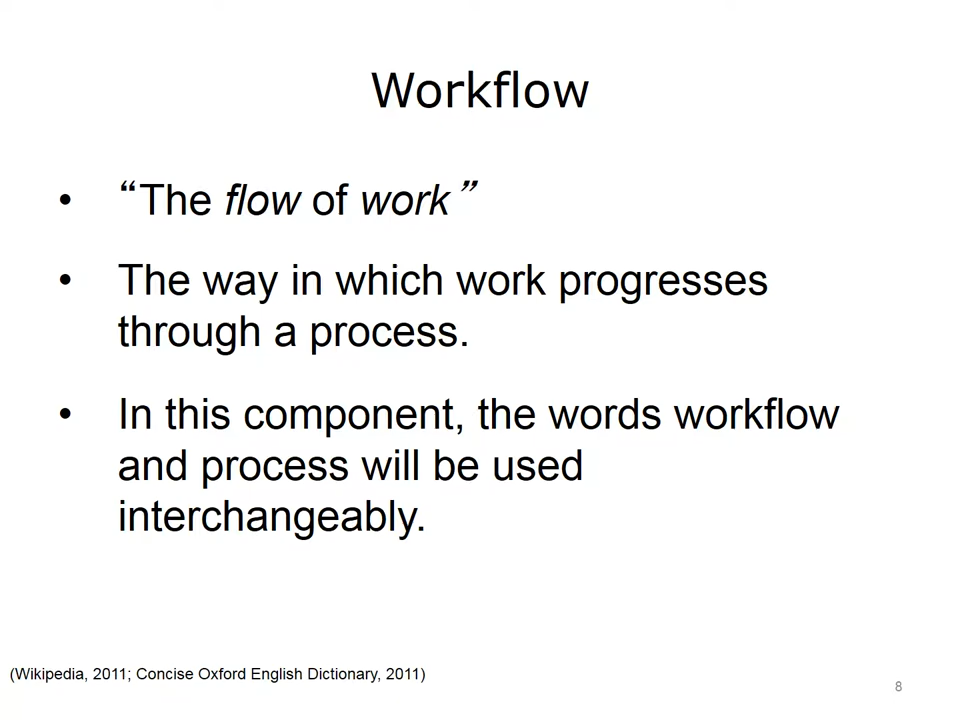 Workflow
• “The flow of work”
• The way in which work progresses
through a process.
• In this component, the words workflow
and process will be used
interchangeably.
(Wikipedia, 2011; Concise Oxford English Dictionary, 2011)
8